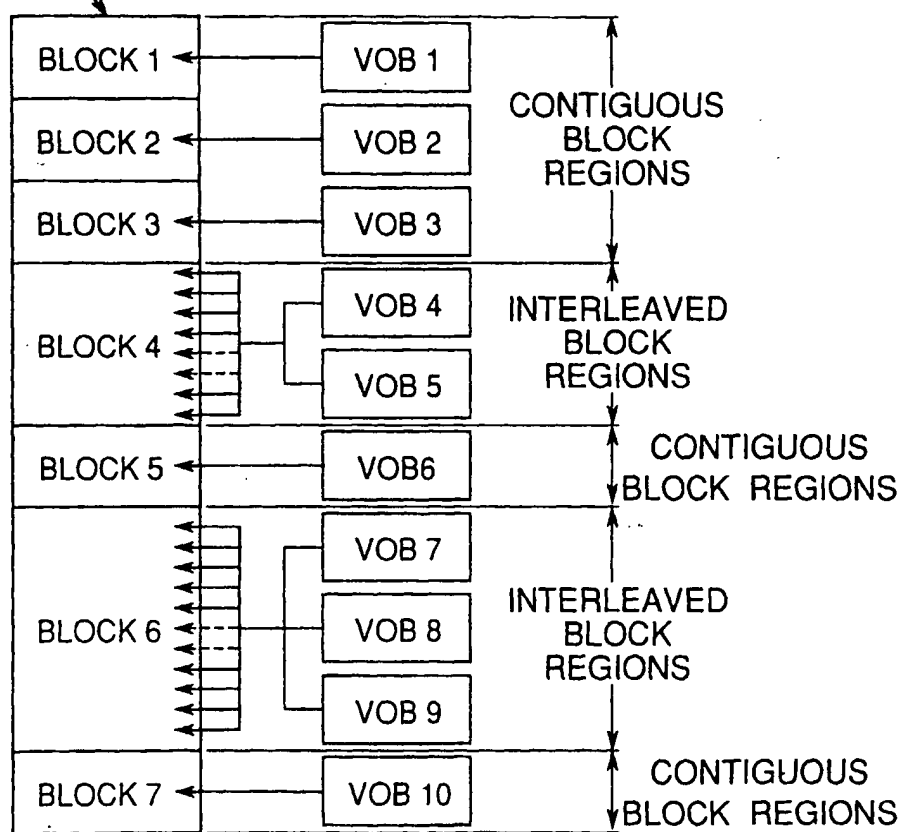 BLOCK 1
VOB 1
BLOCK 2
VOB 2
CONTIGUOUS
BLOCK
REGIONS
BLOCK 3
VOB 3
BLOCK 4
VOB 4
VOB 5
INTERLEAVED
BLOCK
REGIONS
BLOCK 5
VOB6
CONTIGUOUS
BLOCK REGIONS
BLOCK 6
VOB 7
VOB 8
VOB 9
INTERLEAVED
BLOCK
REGIONS
BLOCK 7
VOB 10
CONTIGUOUS
BLOCK REGIONS